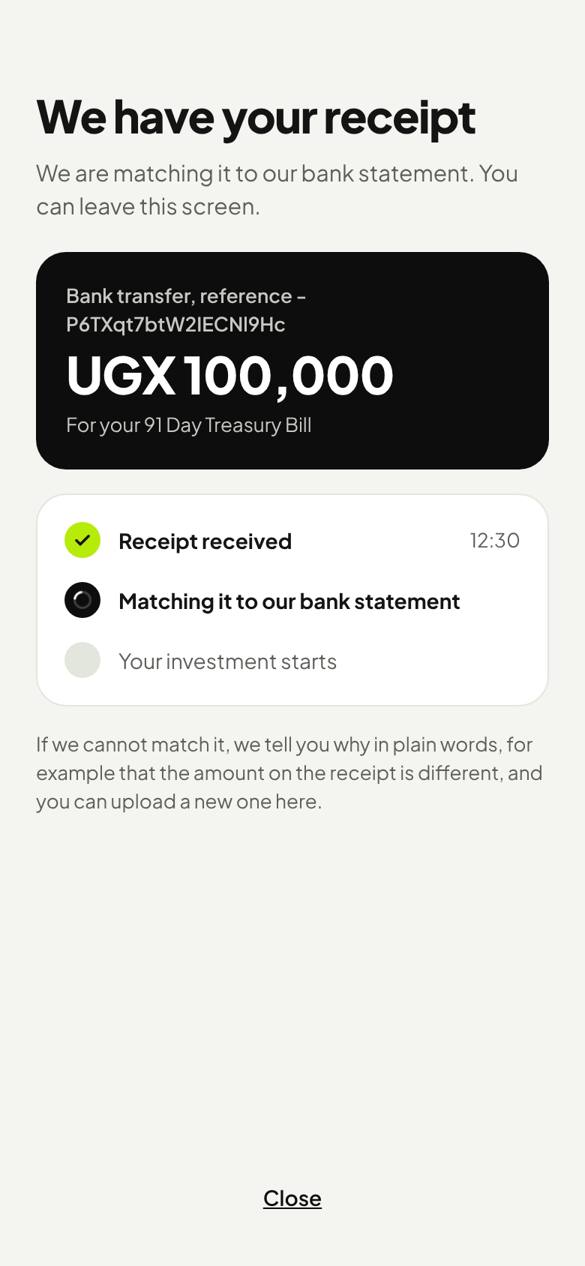 We have your receipt
We are matching it to our bank statement. You
can leave this screen.
Bank transfer, reference -
P6TXqt7btW2IECNl9Hc
UGX 100,000
For your 91 Day Treasury Bill
Receipt received 12:30
Matching it to our bank statement
Your investment starts
If we cannot match it, we tell you why in plain words, for
example that the amount on the receipt is different, and
you can upload a new one here.
Close